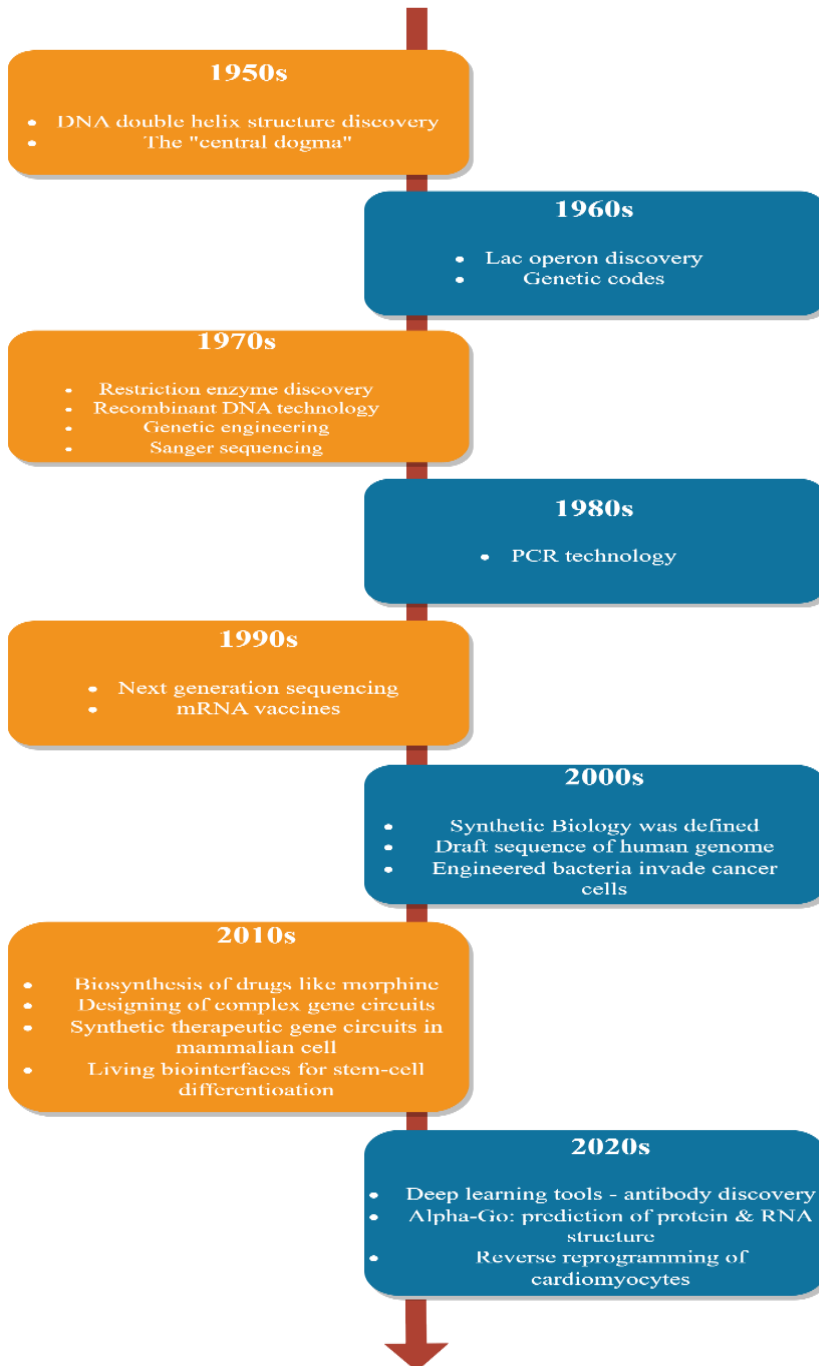 1950s
• DNA double helix structure discovery
• The "central dogma"
1960s
• Lac operon discovery
• Genetic codes
1970s
• Restriction enzyme discovery
• Recombinant DNA technology
• Genetic engineering
• Sanger sequencing
1980s
• PCR technology
1990s
• Next generation sequencing
• mRNA vaccines
2000s
• Synthetic Biology was defined
• Draft sequence of human genome
• Engineered bacteria invade cancer
cells
2010s
• Biosynthesis of drugs like morphine
• Designing of complex gene circuits
• Synthetic therapeutic gene circuits in
mammalian cell
• Living biointerfaces for stem-cell
differentioation
2020s
• Deep learning tools - antibody discovery
• Alpha-Go: prediction of protein & RNA
structure
• Reverse reprogramming of
cardiomyocytes